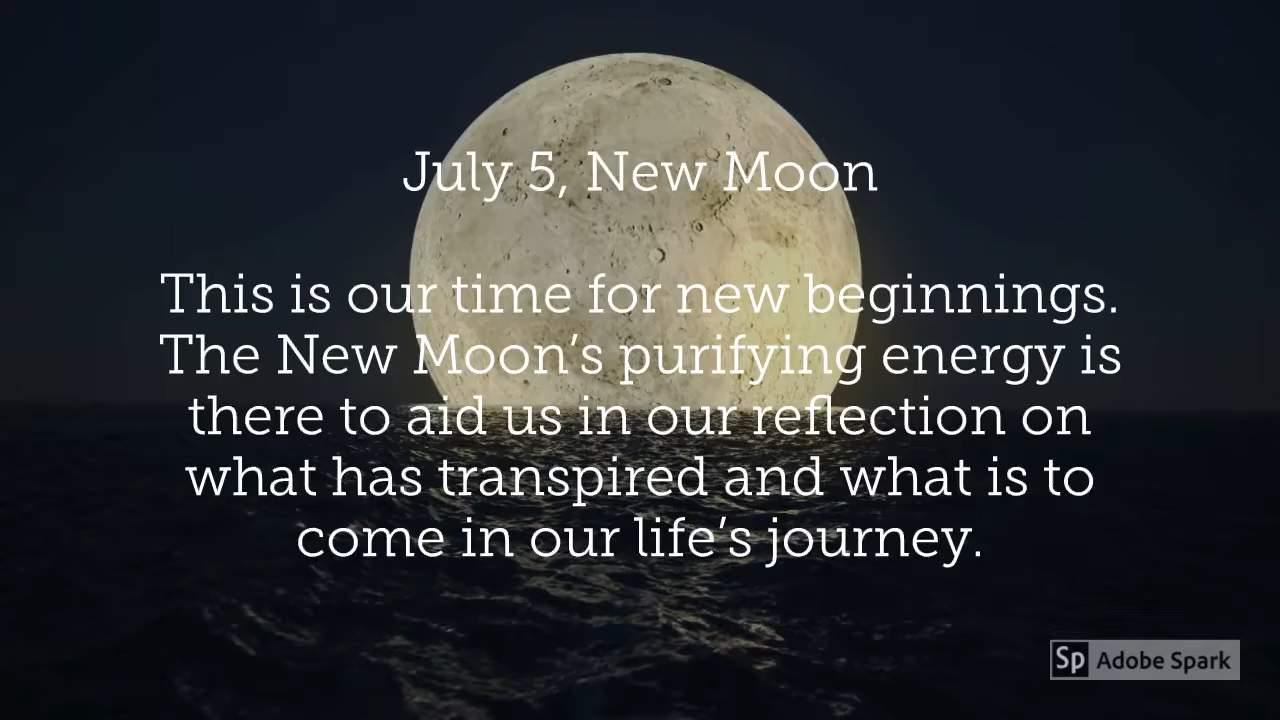 July 5, New Moon
This is our time for new beginnings.
The New Moon’s purifying energy is
there to aid us in our reflection on
what has transpired and what is to
come in our life’s journey.
Sp Adobe Spark